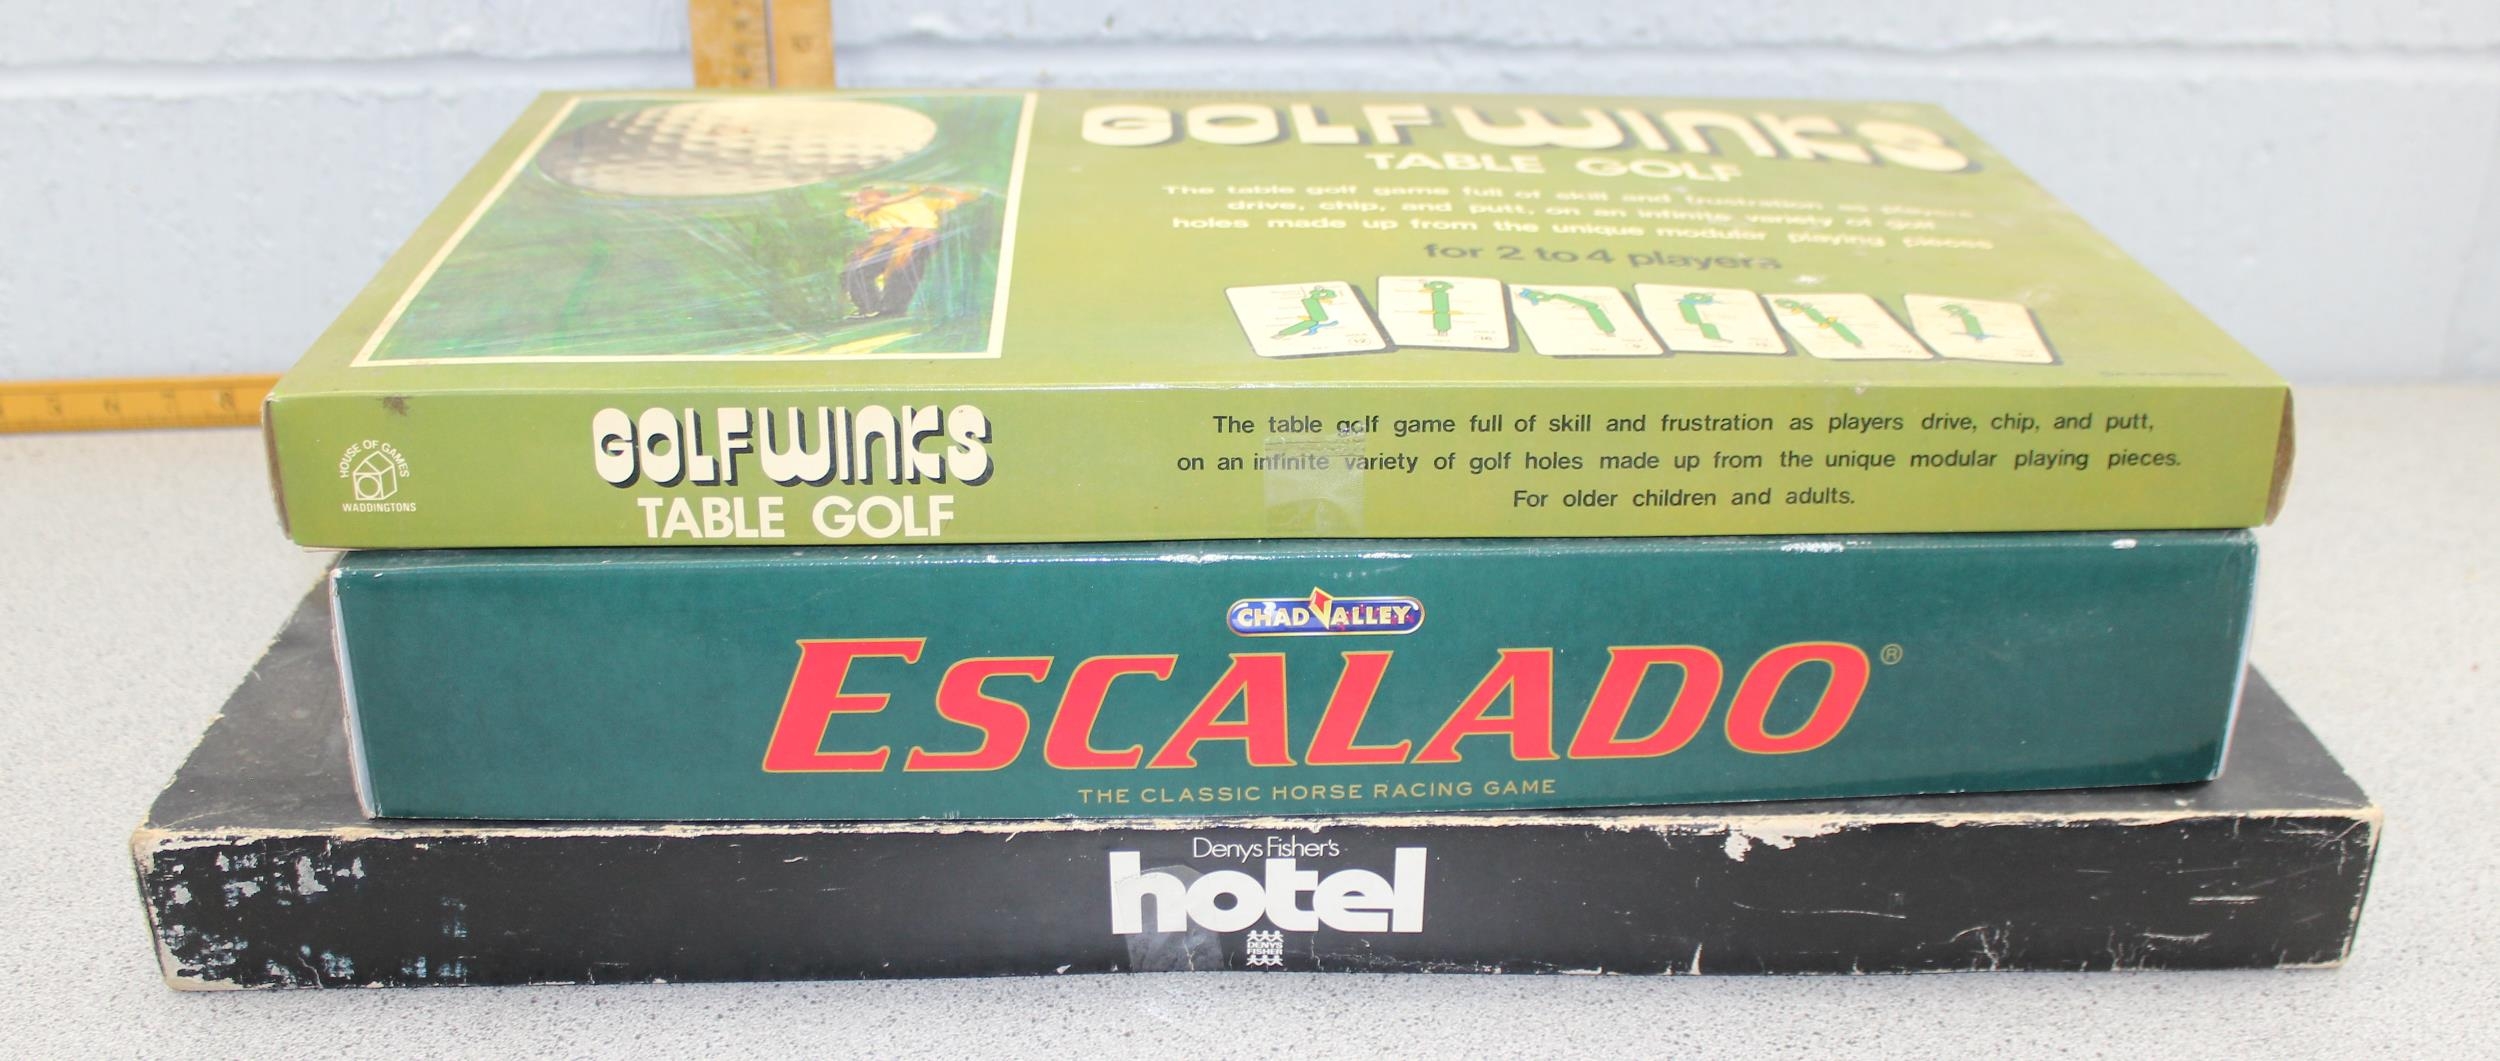 GOLFWINKS
TABLE GOLF
The table golf game full of skill and frustration as players
drive, chip, and putt, on an infinite variety of golf
holes made up from the unique modular playing pieces
for 2 to 4 players
HOUSE OF GAMES
WADDINGTONS
GOLFWINKS
TABLE GOLF
The table golf game full of skill and frustration as players drive, chip, and putt,
on an infinite variety of golf holes made up from the unique modular playing pieces.
For older children and adults.
CHAD VALLEY
ESCALADO®
THE CLASSIC HORSE RACING GAME
Denys Fisher's
hotel
DENYS
FISHER
5 6 7 8